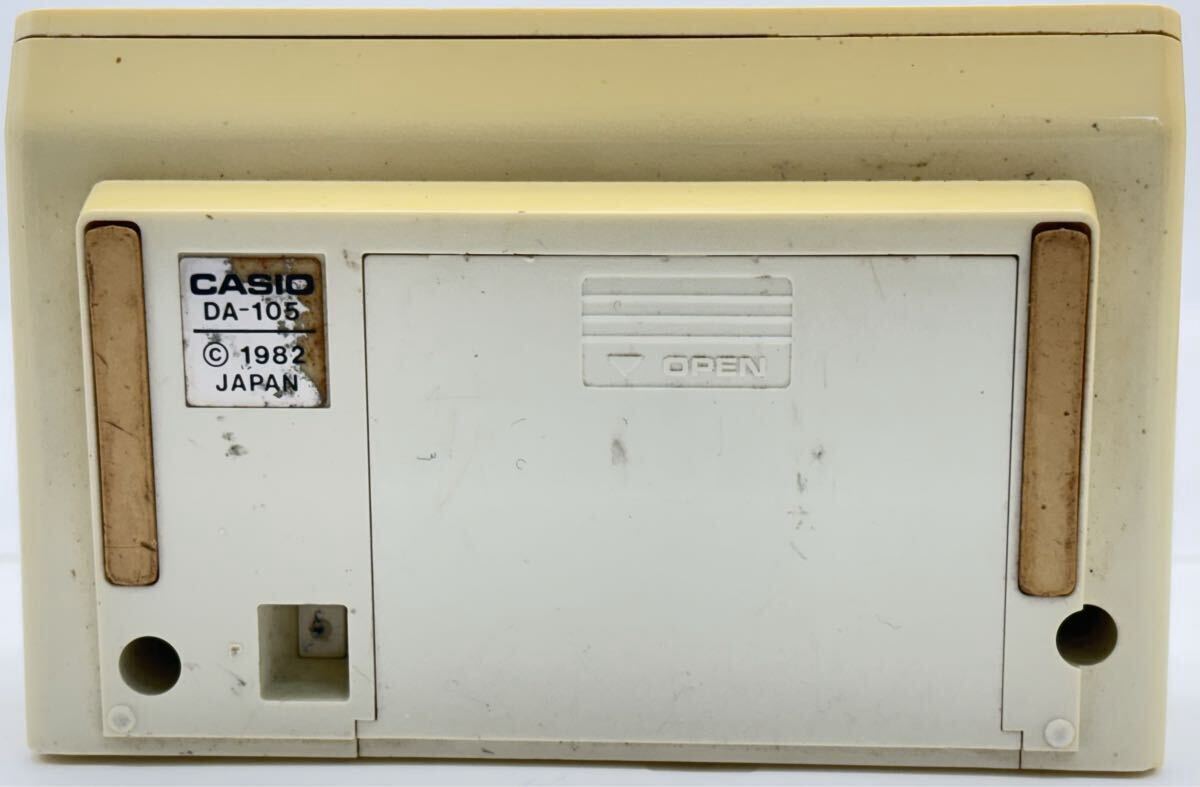 CASIO
DA-105
© 1982
JAPAN
▽ OPEN